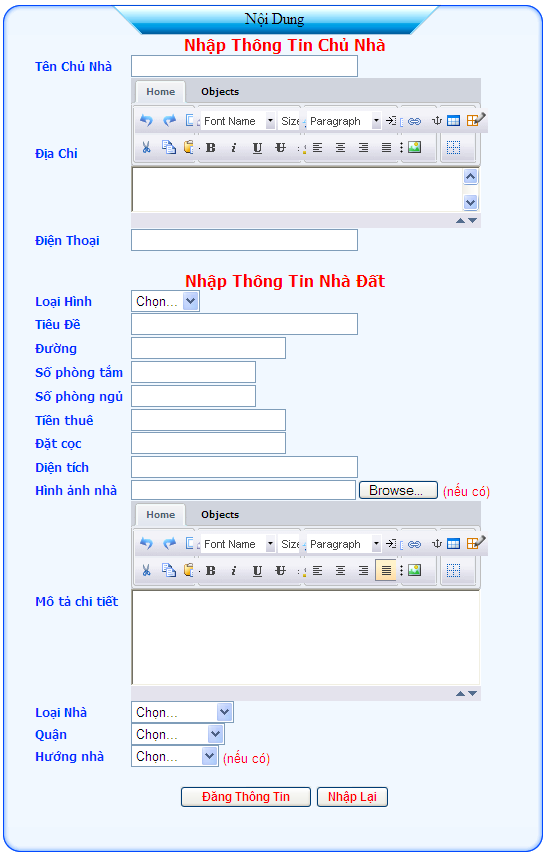 Nội Dung
Nhập Thông Tin Chủ Nhà
Tên Chủ Nhà
Home Objects
Font Name Size Paragraph
B i U U
Địa Chỉ
Điện Thoại
Nhập Thông Tin Nhà Đất
Loại Hình Chọn...
Tiêu Đề
Đường
Số phòng tắm
Số phòng ngủ
Tiền thuê
Đặt cọc
Diện tích
Hình ảnh nhà Browse... (nếu có)
Home Objects
Font Name Size Paragraph
B i U U
Mô tả chi tiết
Loại Nhà Chọn...
Quận Chọn...
Hướng nhà Chọn... (nếu có)
Đăng Thông Tin Nhập Lại